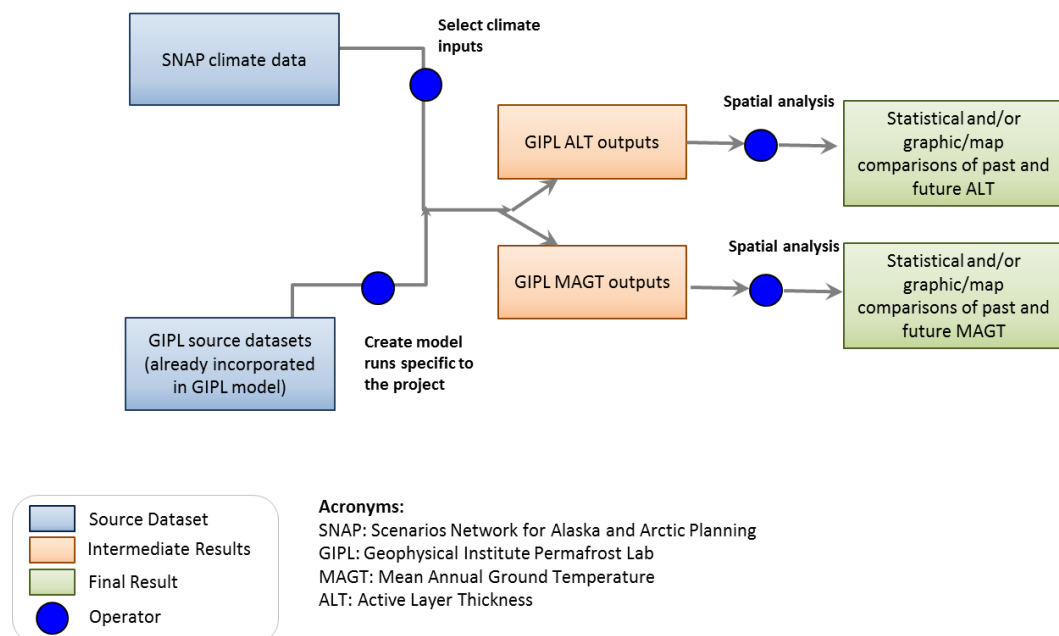 Select climate
inputs
SNAP climate data
Spatial analysis
GIPL ALT outputs
Statistical and/or
graphic/map
comparisons of past and
future ALT
Spatial analysis
GIPL MAGT outputs
Statistical and/or
graphic/map
comparisons of past and
future MAGT
GIPL source datasets
(already incorporated
in GIPL model)
Create model
runs specific to
the project
Source Dataset
Intermediate Results
Final Result
Operator
Acronyms:
SNAP: Scenarios Network for Alaska and Arctic Planning
GIPL: Geophysical Institute Permafrost Lab
MAGT: Mean Annual Ground Temperature
ALT: Active Layer Thickness